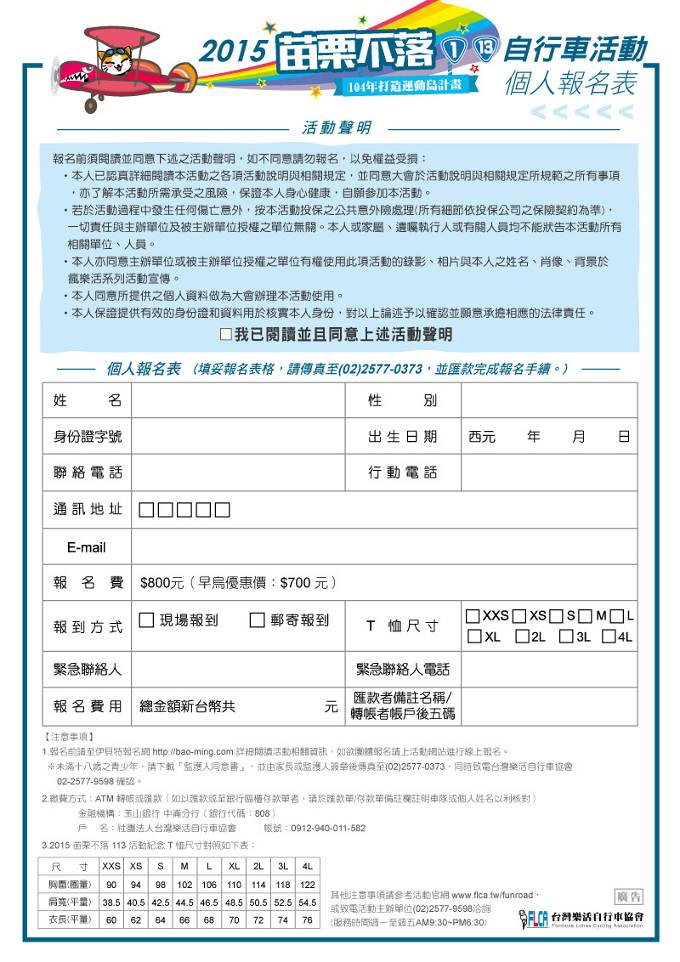 2015 苗栗不落 1 13 自行車活動
104年打造運動島計畫
個人報名表
活動聲明
報名前須閱讀並同意下述之活動聲明，如不同意請勿報名，以免權益受損：
・本人已認真詳細閱讀本活動之各項活動說明與相關規定，並同意大會於活動說明與相關規定所規範之所有事項
，亦了解本活動所需承受之風險，保證本人身心健康，自願參加本活動。
・若於活動過程中發生任何傷亡意外，按本活動投保之公共意外險處理(所有細節依投保公司之保險契約為準)，
一切責任與主辦單位及被主辦單位授權之單位無關。本人或家屬、遺囑執行人或有關人員均不能狀告本活動所有
相關單位、人員。
・本人亦同意主辦單位或被主辦單位授權之單位有權使用此項活動的錄影、相片與本人之姓名、肖像、背景於
瘋樂活系列活動宣傳。
・本人同意所提供之個人資料做為大會辦理本活動使用。
・本人保證提供有效的身份證和資料用於核實本人身份，對以上論述予以確認並願意承擔相應的法律責任。
□我已閱讀並且同意上述活動聲明
個人報名表 （填妥報名表格，請傳真至(02)2577-0373，並匯款完成報名手續。）
姓 名 性 別
身份證字號 出生日期 西元 年 月 日
聯絡電話 行動電話
通訊地址 □□□□□
E-mail
報名費 $800元（早鳥優惠價：$700 元）
報到方式 □ 現場報到 □ 郵寄報到 T 恤尺寸 □XXS □XS □S □M □L
□XL □2L □3L □4L
緊急聯絡人 緊急聯絡人電話
報名費用 總金額新台幣共 元 匯款者備註名稱/
轉帳者帳戶後五碼
【注意事項】
1.報名前請至伊貝特報名網 http://bao-ming.com 詳細閱讀活動相關資訊，如欲團體報名請上活動網站進行線上報名。
※未滿十八歲之青少年，請下載「監護人同意書」，並由家長或監護人簽章後傳真至(02)2577-0373，同時致電台灣樂活自行車協會
02-2577-9598 確認。
2.繳費方式：ATM 轉帳或匯款（如以匯款或至銀行臨櫃存款單者，請於匯款單/存款單備註欄註明車隊或個人姓名以利核對）
金融機構：玉山銀行 中崙分行（銀行代碼：808）
戶 名：社團法人台灣樂活自行車協會 帳號：0912-940-011-582
3.2015 苗栗不落 113 活動紀念 T 恤尺寸對照如下表：
尺 寸 XXS XS S M L XL 2L 3L 4L
胸圍(圈量) 90 94 98 102 106 110 114 118 122
肩寬(平量) 38.5 40.5 42.5 44.5 46.5 48.5 50.5 52.5 54.5
衣長(平量) 60 62 64 66 68 70 72 74 76
其他注意事項請參考活動官網 www.flca.tw/funroad，
或致電活動主辦單位(02)2577-9598洽詢
(服務時間週一至週五AM9:30~PM6:30)
廣告
FLCA 台灣樂活自行車協會
Formosa Lohas Cycling Association